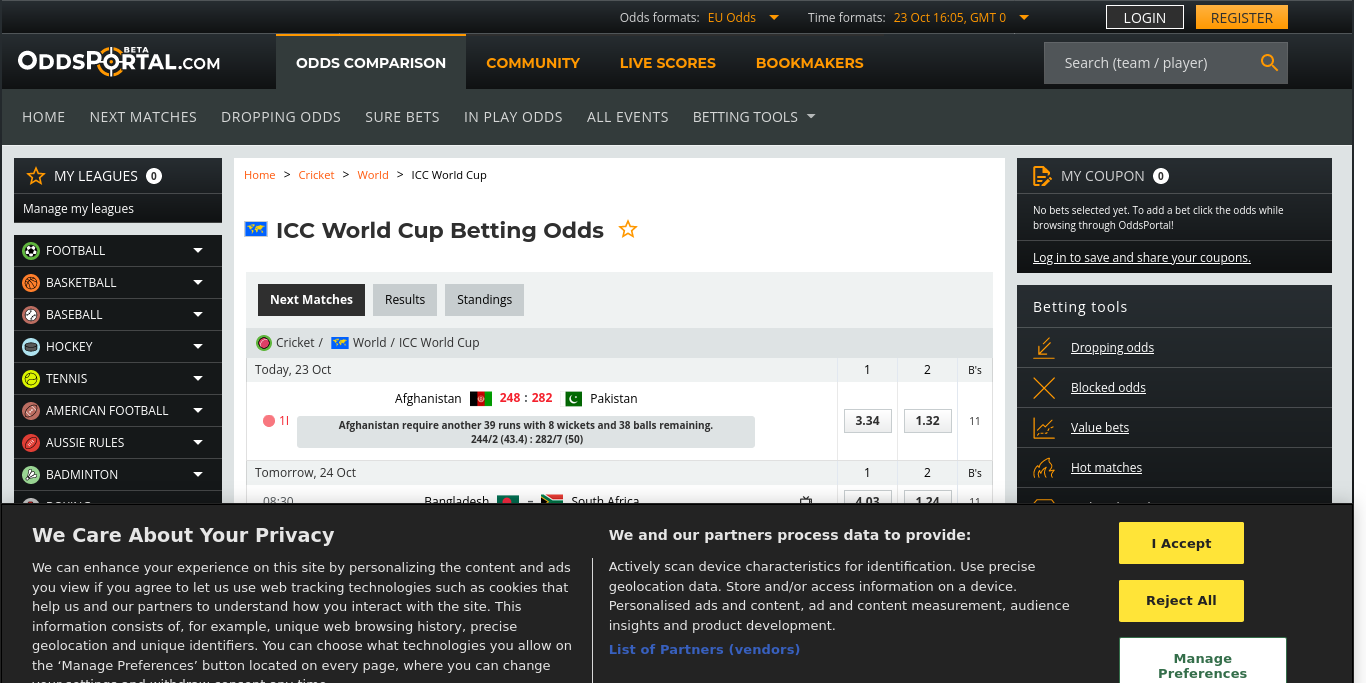 Odds formats: EU Odds Time formats: 23 Oct 16:05, GMT 0 LOGIN REGISTER
ODDSPORTAL.COM BETA
ODDS COMPARISON COMMUNITY LIVE SCORES BOOKMAKERS Search (team / player)
HOME NEXT MATCHES DROPPING ODDS SURE BETS IN PLAY ODDS ALL EVENTS BETTING TOOLS
MY LEAGUES 0
Manage my leagues
FOOTBALL
BASKETBALL
BASEBALL
HOCKEY
TENNIS
AMERICAN FOOTBALL
AUSSIE RULES
BADMINTON
Home > Cricket > World > ICC World Cup
ICC World Cup Betting Odds
Next Matches Results Standings
Cricket / World / ICC World Cup
Today, 23 Oct 1 2 B's
Afghanistan 248 : 282 Pakistan
1I 3.34 1.32 11
Afghanistan require another 39 runs with 8 wickets and 38 balls remaining.
244/2 (43.4) : 282/7 (50)
Tomorrow, 24 Oct 1 2 B's
08:30 Bangladesh – South Africa 4.03 1.24 11
MY COUPON 0
No bets selected yet. To add a bet click the odds while
browsing through OddsPortal!
Log in to save and share your coupons.
Betting tools
Dropping odds
Blocked odds
Value bets
Hot matches
We Care About Your Privacy
We can enhance your experience on this site by personalizing the content and ads
you view if you agree to let us use web tracking technologies such as cookies that
help us and our partners to understand how you interact with the site. This
information consists of, for example, unique web browsing history, precise
geolocation and unique identifiers. You can choose what technologies you allow on
the ‘Manage Preferences’ button located on every page, where you can change
your settings and withdraw consent any time.
We and our partners process data to provide:
Actively scan device characteristics for identification. Use precise
geolocation data. Store and/or access information on a device.
Personalised ads and content, ad and content measurement, audience
insights and product development.
List of Partners (vendors)
I Accept
Reject All
Manage
Preferences